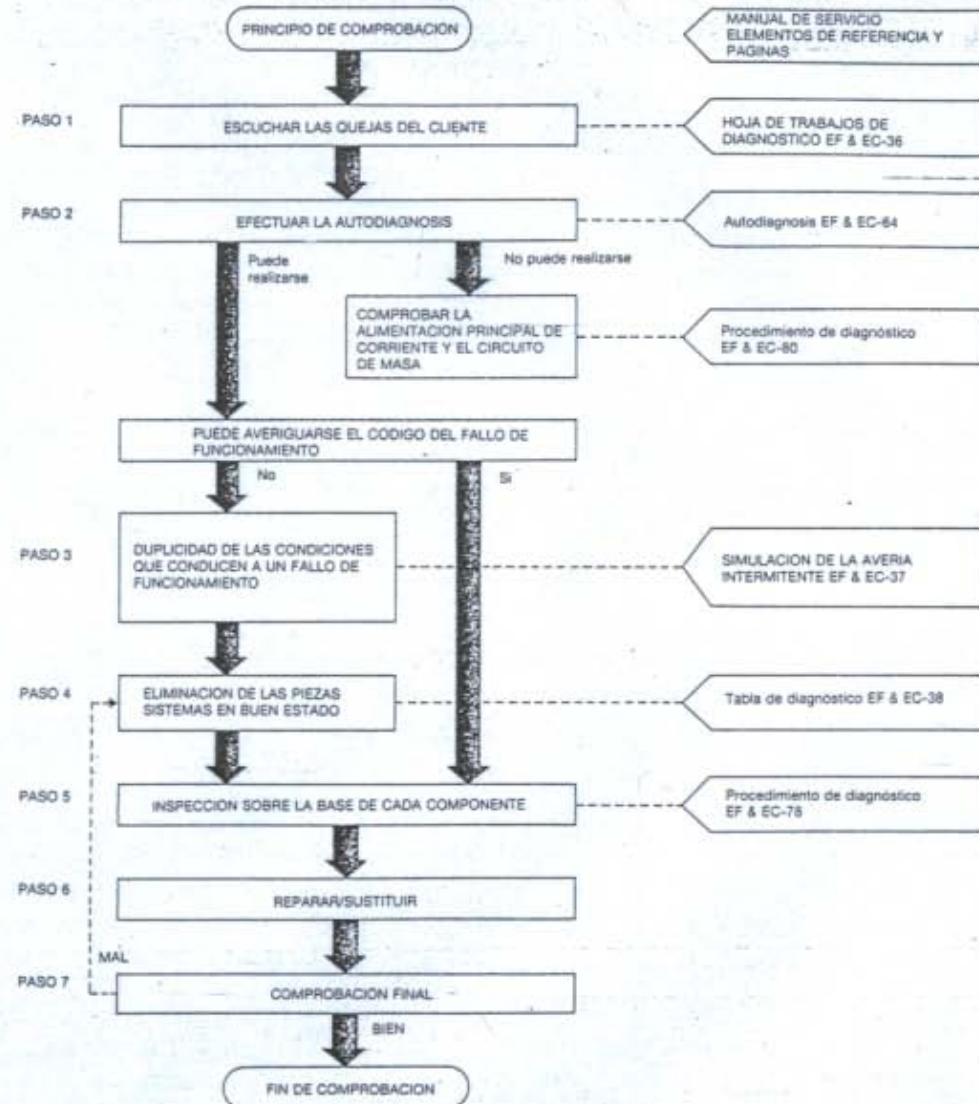 PRINCIPIO DE COMPROBACION
MANUAL DE SERVICIO
ELEMENTOS DE REFERENCIA Y
PAGINAS
PASO 1
ESCUCHAR LAS QUEJAS DEL CLIENTE
HOJA DE TRABAJOS DE
DIAGNOSTICO EF & EC-36
PASO 2
EFECTUAR LA AUTODIAGNOSIS
Autodiagnosis EF & EC-64
Puede
realizarse
No puede realizarse
COMPROBAR LA
ALIMENTACION PRINCIPAL DE
CORRIENTE Y EL CIRCUITO
DE MASA
Procedimiento de diagnóstico
EF & EC-80
PUEDE AVERIGUARSE EL CODIGO DEL FALLO DE
FUNCIONAMIENTO
No
Si
PASO 3
DUPLICIDAD DE LAS CONDICIONES
QUE CONDUCEN A UN FALLO DE
FUNCIONAMIENTO
SIMULACION DE LA AVERIA
INTERMITENTE EF & EC-37
PASO 4
ELIMINACION DE LAS PIEZAS
SISTEMAS EN BUEN ESTADO
Tabla de diagnóstico EF & EC-38
PASO 5
INSPECCION SOBRE LA BASE DE CADA COMPONENTE
Procedimiento de diagnóstico
EF & EC-78
PASO 6
REPARAR/SUSTITUIR
MAL
PASO 7
COMPROBACION FINAL
BIEN
FIN DE COMPROBACION